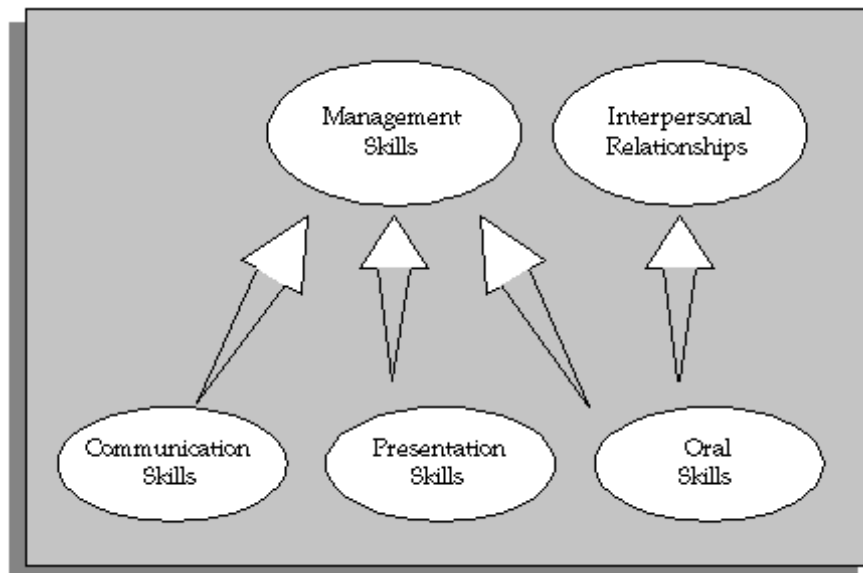 Management
Skills
Interpersonal
Relationships
Communication
Skills
Presentation
Skills
Oral
Skills